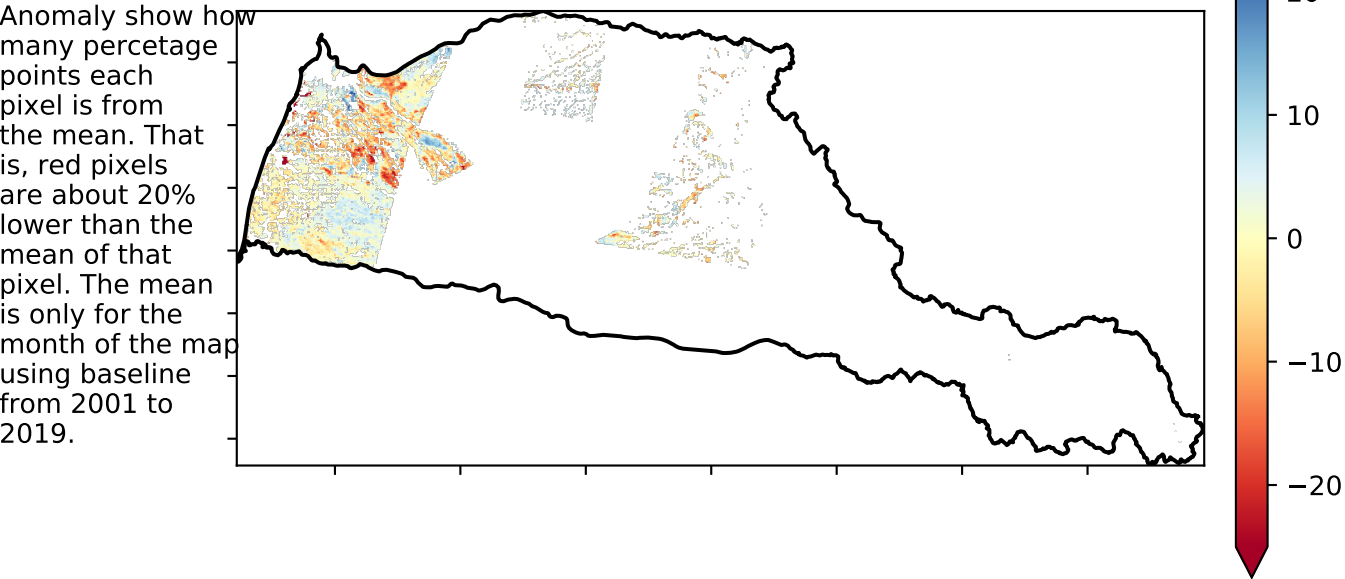 Anomaly show how
many percetage
points each
pixel is from
the mean. That
is, red pixels
are about 20%
lower than the
mean of that
pixel. The mean
is only for the
month of the map
using baseline
from 2001 to
2019.
10
0
−10
−20